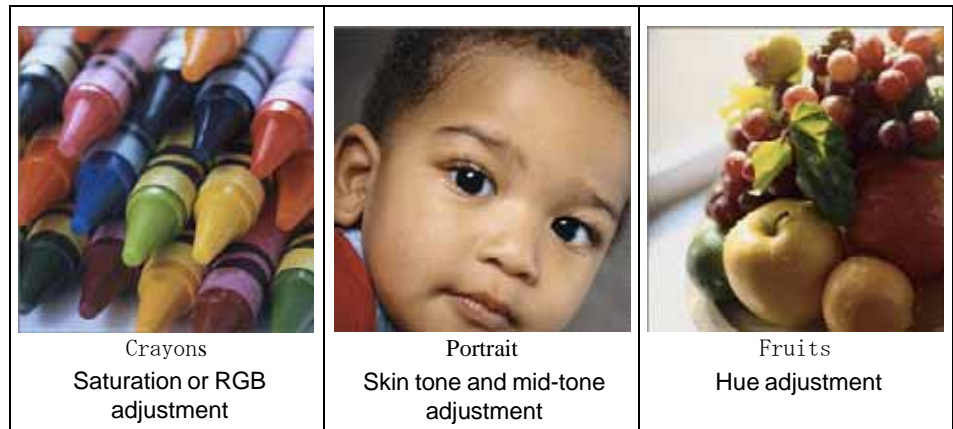 Crayons
Saturation or RGB
adjustment
Portrait
Skin tone and mid-tone
adjustment
Fruits
Hue adjustment